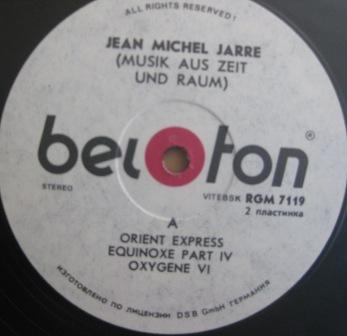 ALL RIGHTS RESERVED!
JEAN MICHEL JARRE
(MUSIK AUS ZEIT
UND RAUM)
beloton®
STEREO
VITEBSK RGM 7119
2 пластинка
A
ORIENT EXPRESS
EQUINOXE PART IV
OXYGENE VI
ИЗГОТОВЛЕНО ПО ЛИЦЕНЗИИ DSB GmbH ГЕРМАНИЯ